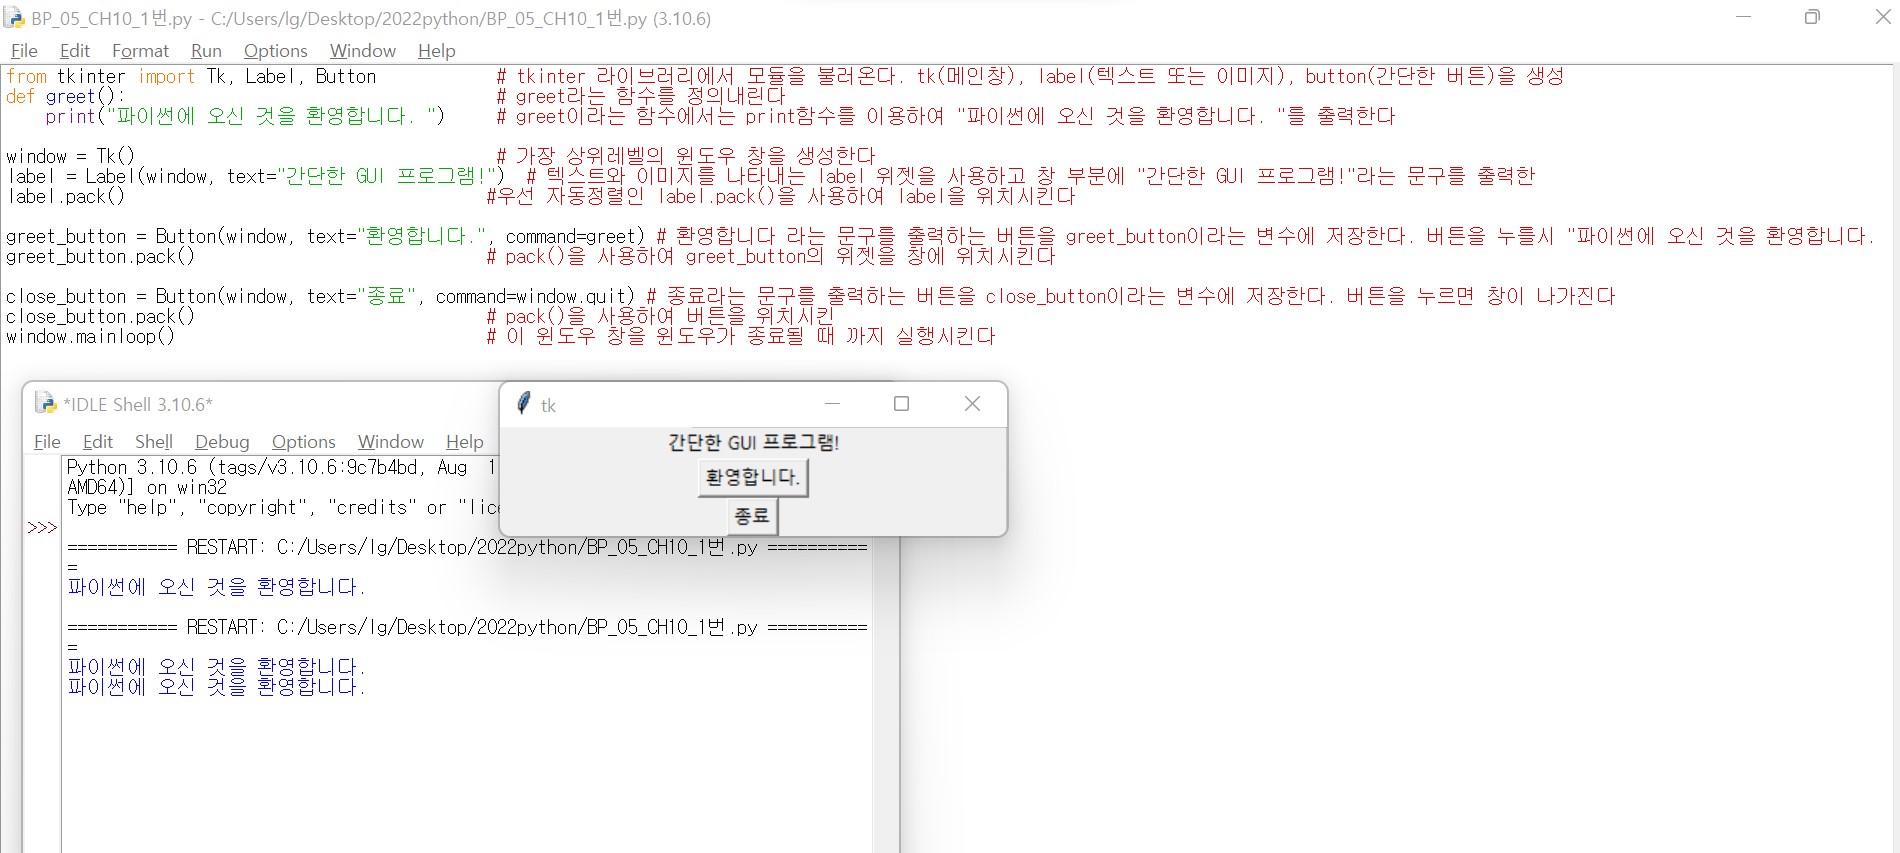 BP_05_CH10_1번.py - C:/Users/lg/Desktop/2022python/BP_05_CH10_1번.py (3.10.6)
File Edit Format Run Options Window Help
from tkinter import Tk, Label, Button # tkinter 라이브러리에서 모듈을 불러온다. tk(메인창), label(텍스트 또는 이미지), button(간단한 버튼)을 생성
def greet(): # greet라는 함수를 정의내린다
print("파이썬에 오신 것을 환영합니다. ") # greet이라는 함수에서는 print함수를 이용하여 "파이썬에 오신 것을 환영합니다. "를 출력한다
window = Tk() # 가장 상위레벨의 윈도우 창을 생성한다
label = Label(window, text="간단한 GUI 프로그램!") # 텍스트와 이미지를 나타내는 label 위젯을 사용하고 창 부분에 "간단한 GUI 프로그램!"라는 문구를 출력한
label.pack() #우선 자동정렬인 label.pack()을 사용하여 label을 위치시킨다
greet_button = Button(window, text="환영합니다.", command=greet) # 환영합니다 라는 문구를 출력하는 버튼을 greet_button이라는 변수에 저장한다. 버튼을 누를시 "파이썬에 오신 것을 환영합니다.
greet_button.pack() # pack()을 사용하여 greet_button의 위젯을 창에 위치시킨다
close_button = Button(window, text="종료", command=window.quit) # 종료라는 문구를 출력하는 버튼을 close_button이라는 변수에 저장한다. 버튼을 누르면 창이 나가진다
close_button.pack() # pack()을 사용하여 버튼을 위치시킨
window.mainloop() # 이 윈도우 창을 윈도우가 종료될 때 까지 실행시킨다
*IDLE Shell 3.10.6*
File Edit Shell Debug Options Window Help
Python 3.10.6 (tags/v3.10.6:9c7b4bd, Aug 1
AMD64)] on win32
Type "help", "copyright", "credits" or "lice
>>>
=========== RESTART: C:/Users/lg/Desktop/2022python/BP_05_CH10_1번.py ==========
=
파이썬에 오신 것을 환영합니다.
=========== RESTART: C:/Users/lg/Desktop/2022python/BP_05_CH10_1번.py ==========
=
파이썬에 오신 것을 환영합니다.
파이썬에 오신 것을 환영합니다.
tk
간단한 GUI 프로그램!
환영합니다.
종료